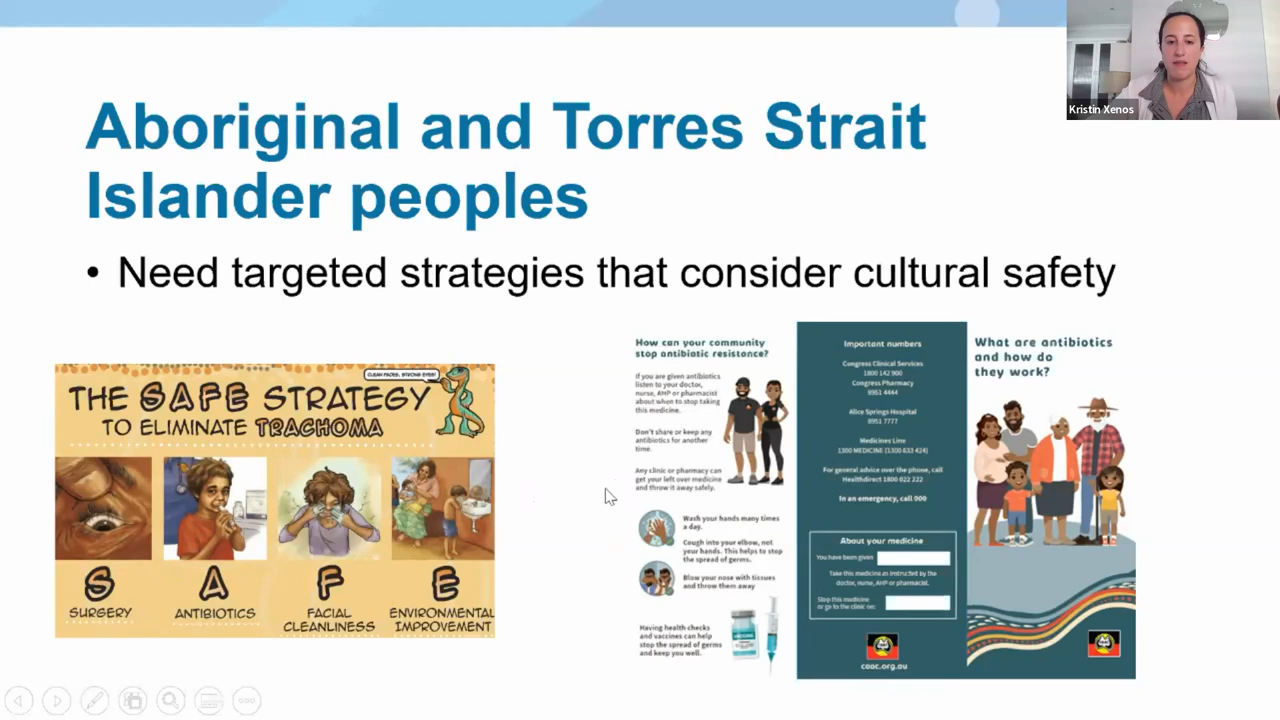 Kristin Xenos
Aboriginal and Torres Strait
Islander peoples
• Need targeted strategies that consider cultural safety
CLEAN FACES, STRONG EYES!
THE SAFE STRATEGY
TO ELIMINATE TRACHOMA
S
SURGERY
A
ANTIBIOTICS
F
FACIAL
CLEANLINESS
E
ENVIRONMENTAL
IMPROVEMENT
How can your community
stop antibiotic resistance?
If you are given antibiotics
listen to your doctor,
nurse, AHP or pharmacist
about when to stop taking
this medicine.
Don't share or keep any
antibiotics for another
time.
Any clinic or pharmacy can
get your left over medicine
and throw it away safely.
Wash your hands many times
a day.
Cough into your elbow, not
your hands. This helps to stop
the spread of germs.
Blow your nose with tissues
and throw them away
Having health checks
and vaccines can help
stop the spread of germs
and keep you well.
Important numbers
Congress Clinical Services
1800 142 900
Congress Pharmacy
8951 4444
Alice Springs Hospital
8951 7777
Medicines Line
1300 MEDICINE (1300 633 424)
For general advice over the phone, call
Healthdirect 1800 022 222
In an emergency, call 000
About your medicine
You have been given
Take this medicine as instructed by the
doctor, nurse, AHP or pharmacist.
Stop this medicine
or go to the clinic on:
caac.org.au
What are antibiotics
and how do
they work?